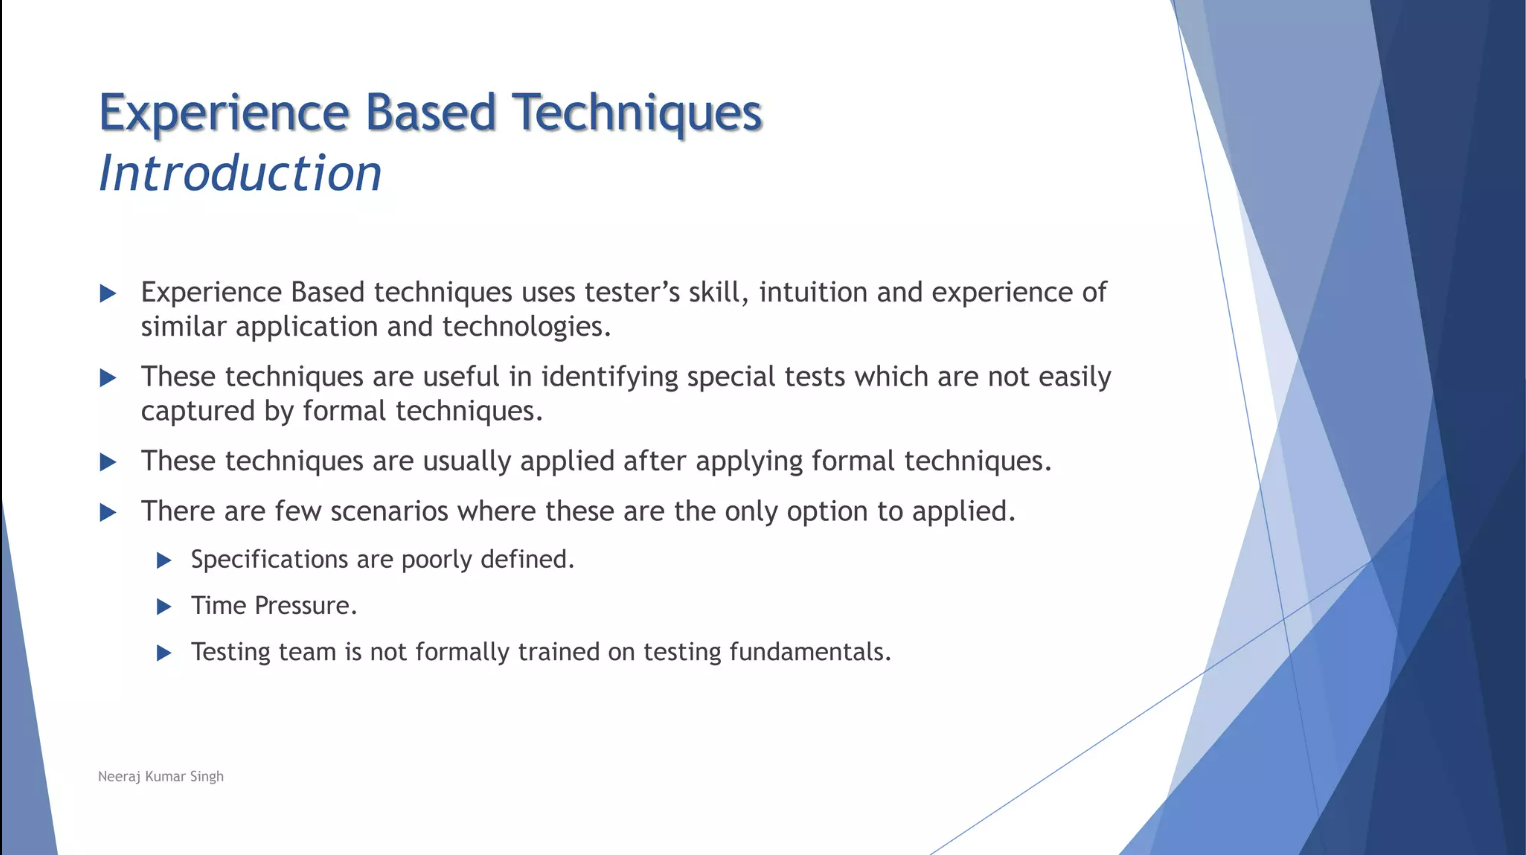 Experience Based Techniques
Introduction
Experience Based techniques uses tester’s skill, intuition and experience of
similar application and technologies.
These techniques are useful in identifying special tests which are not easily
captured by formal techniques.
These techniques are usually applied after applying formal techniques.
There are few scenarios where these are the only option to applied.
Specifications are poorly defined.
Time Pressure.
Testing team is not formally trained on testing fundamentals.
Neeraj Kumar Singh